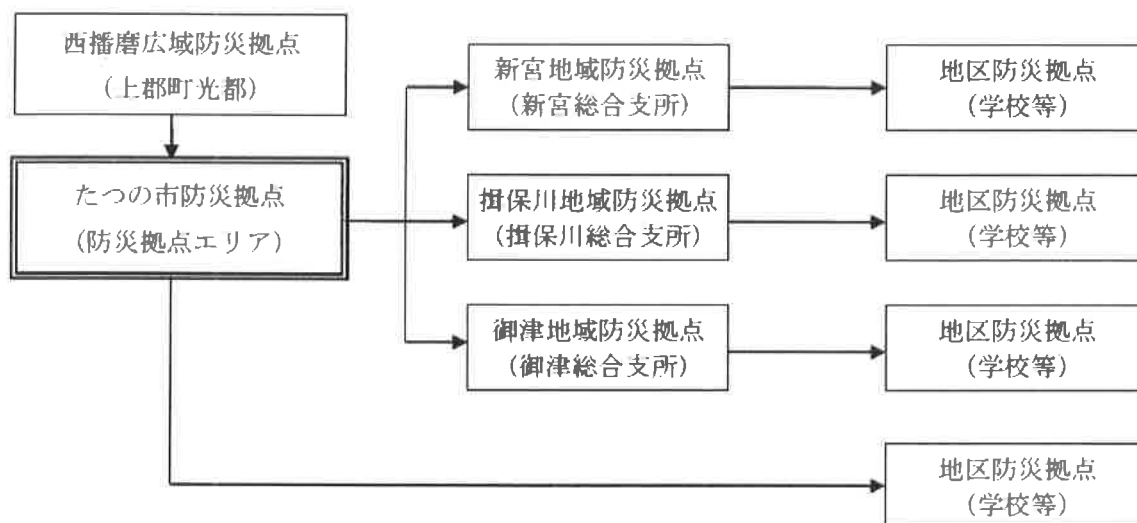 西播磨広域防災拠点
（上郡町光都）
たつの市防災拠点
（防災拠点エリア）
新宮地域防災拠点
（新宮総合支所）
地区防災拠点
（学校等）
揖保川地域防災拠点
（揖保川総合支所）
地区防災拠点
（学校等）
御津地域防災拠点
（御津総合支所）
地区防災拠点
（学校等）
地区防災拠点
（学校等）